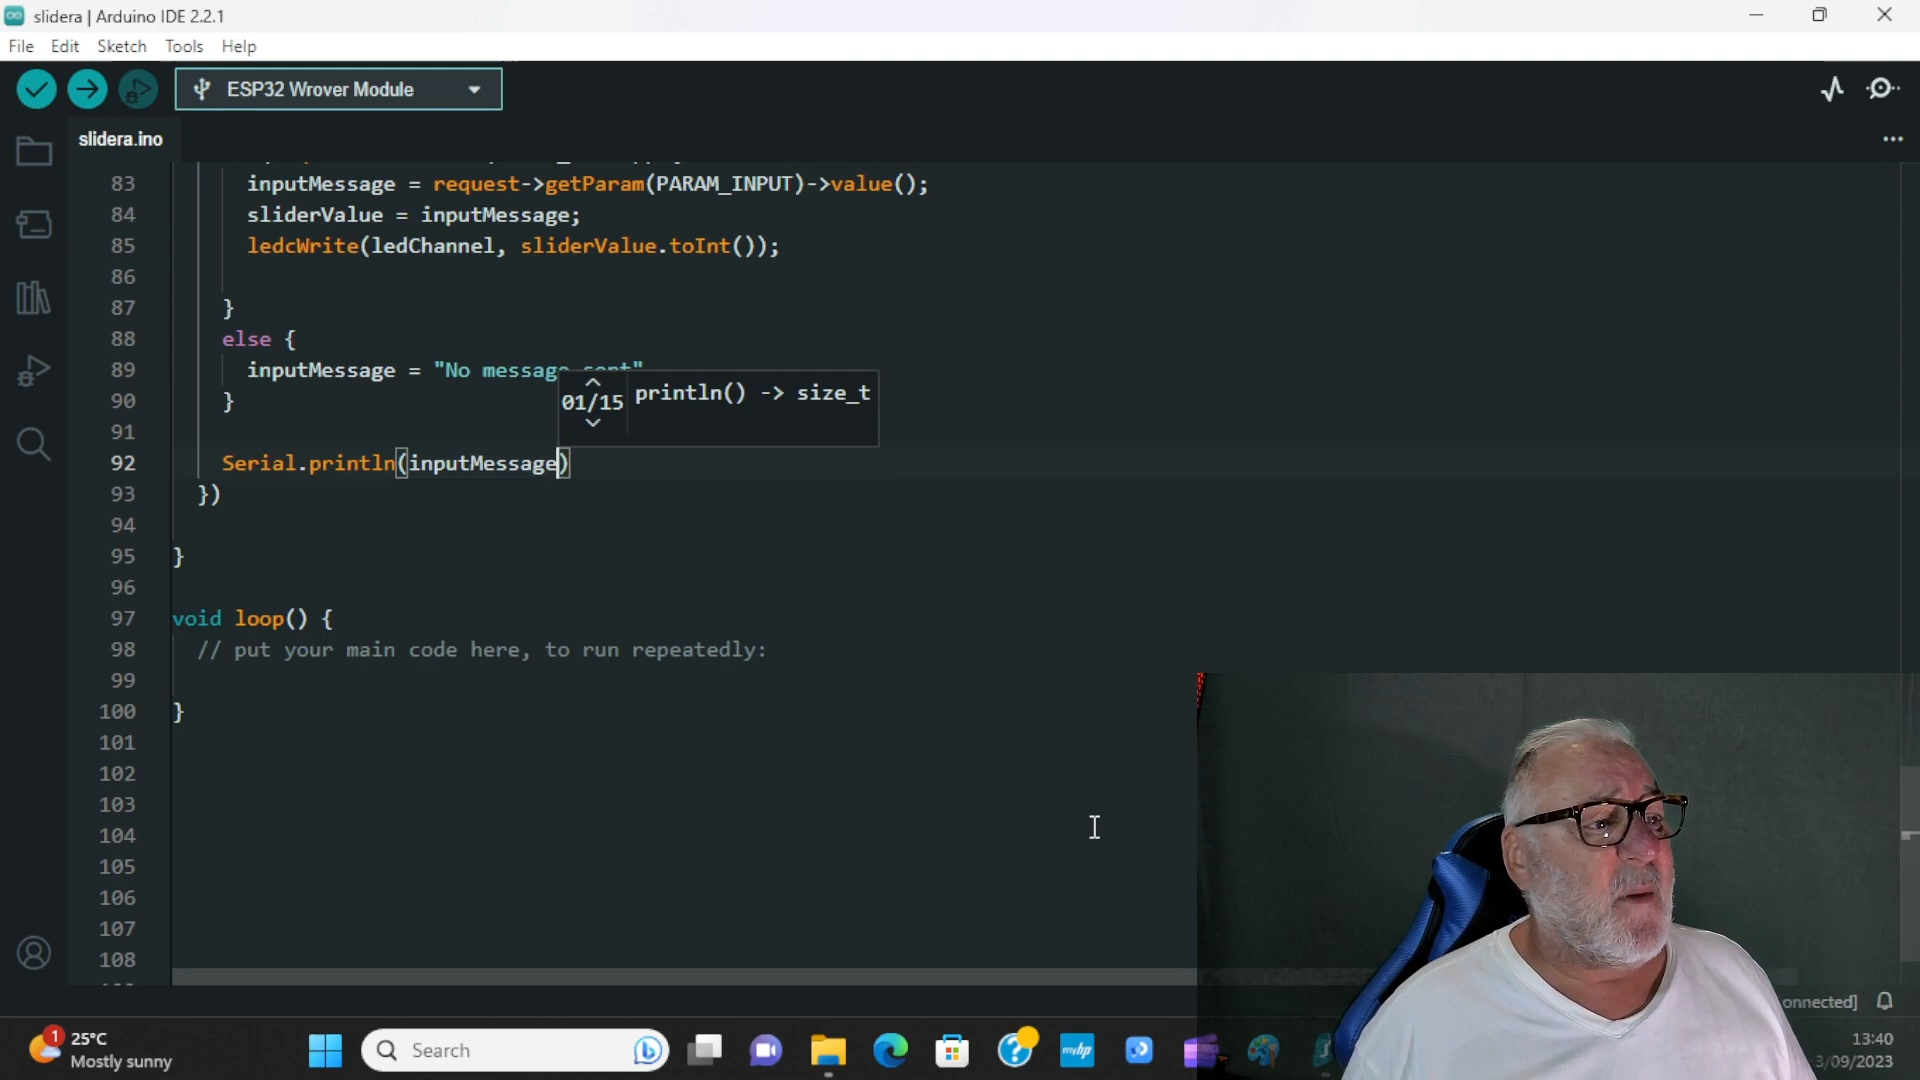 slidera | Arduino IDE 2.2.1
File Edit Sketch Tools Help
ESP32 Wrover Module
slidera.ino
83 inputMessage = request->getParam(PARAM_INPUT)->value();
84 sliderValue = inputMessage;
85 ledcWrite(ledChannel, sliderValue.toInt());
86
87 }
88 else {
89 inputMessage = "No message sent"
01/15 println() -> size_t
90 }
91
92 Serial.println(inputMessage)
93 })
94
95 }
96
97 void loop() {
98 // put your main code here, to run repeatedly:
99
100 }
101
102
103
104
105
106
107
108
onnected]
1
25°C
Mostly sunny
Search
myhp
13:40
3/09/2023